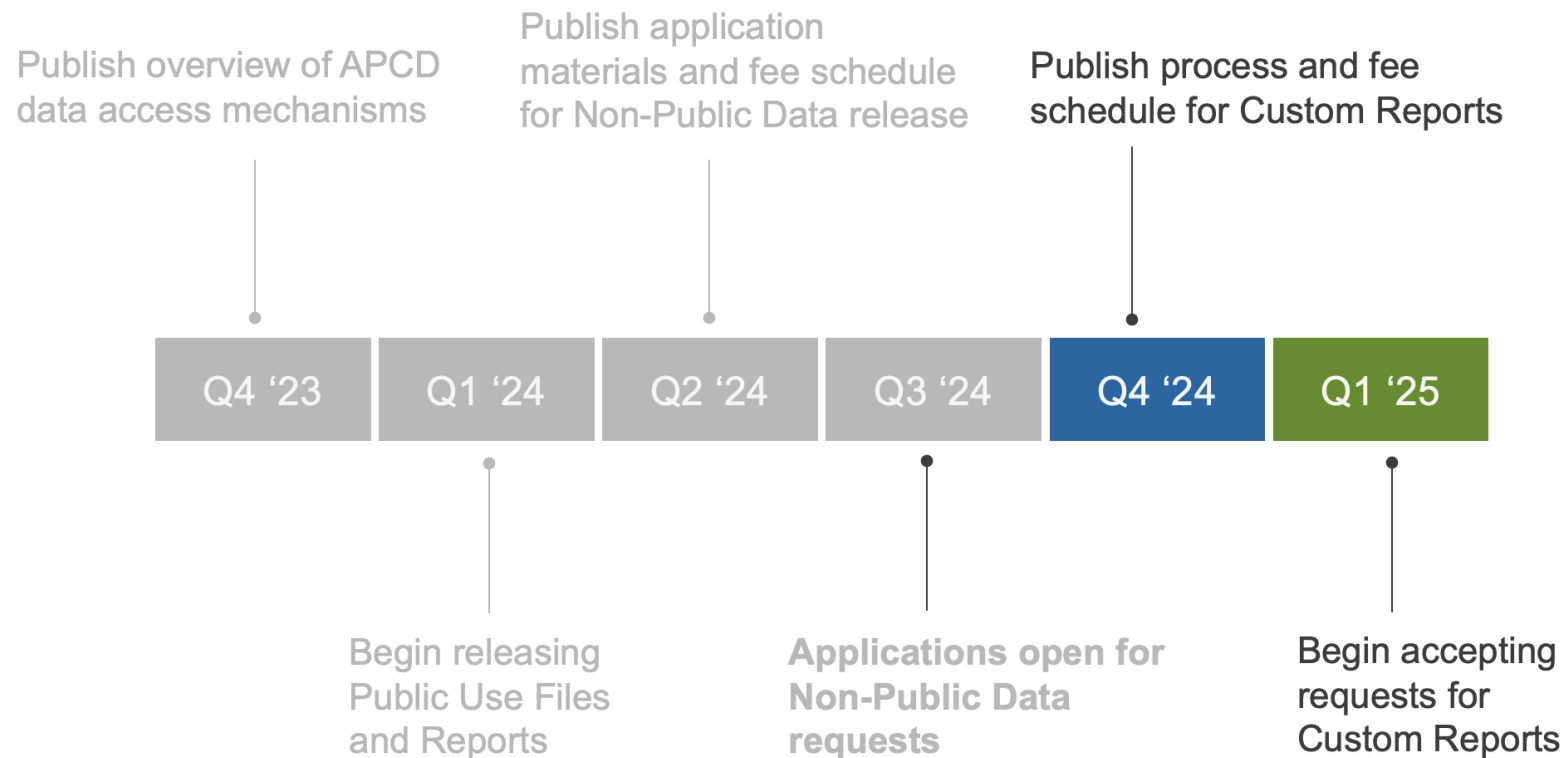 Publish overview of APCD
data access mechanisms
Publish application
materials and fee schedule
for Non-Public Data release
Publish process and fee
schedule for Custom Reports
Q4 ‘23
Q1 ‘24
Q2 ‘24
Q3 ‘24
Q4 ‘24
Q1 ‘25
Begin releasing
Public Use Files
and Reports
Applications open for
Non-Public Data
requests
Begin accepting
requests for
Custom Reports